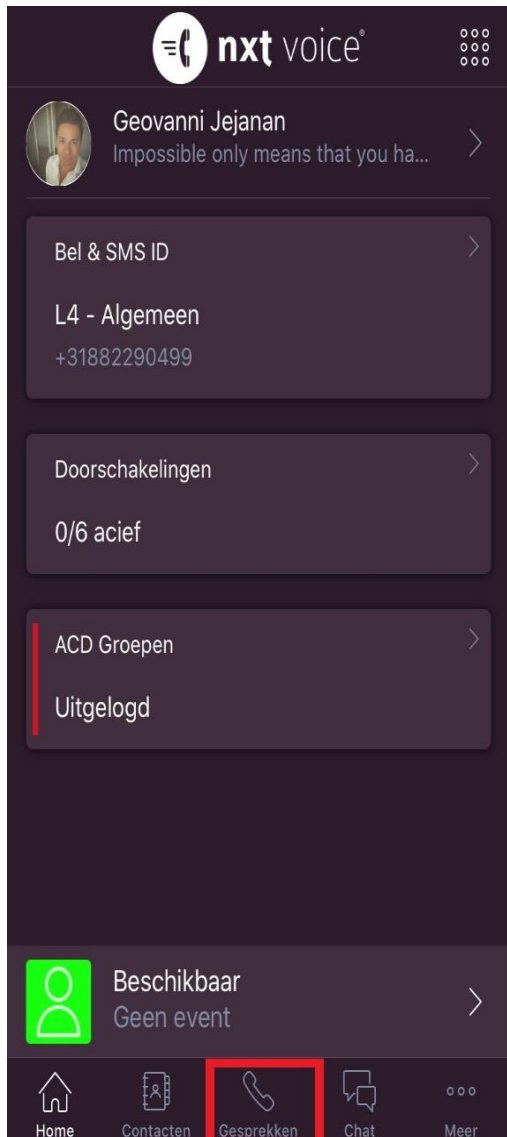 nxt voice®
Geovanni Jejanan
Impossible only means that you ha...
Bel & SMS ID
L4 - Algemeen
+31882290499
Doorschakelingen
0/6 acief
ACD Groepen
Uitgelogd
Beschikbaar
Geen event
Home Contacten Gesprekken Chat Meer